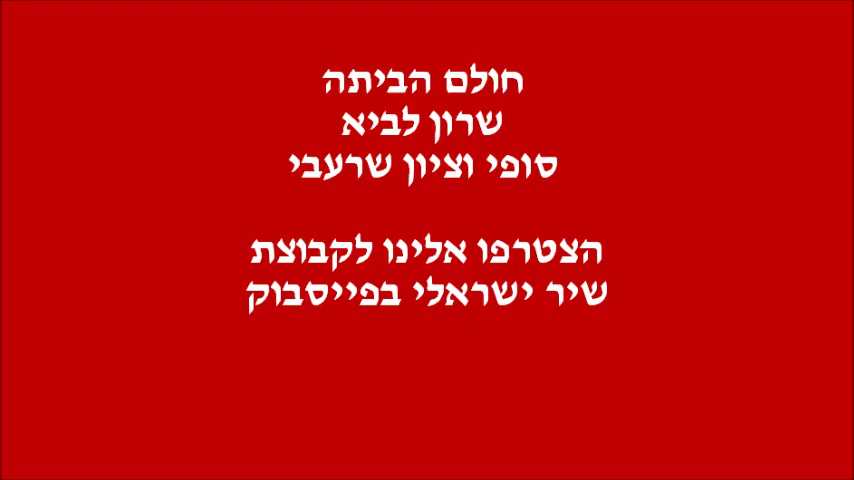 חולם הביתה
שרון לביא
סופי וציון שרעבי
הצטרפו אלינו לקבוצת
שיר ישראלי בפייסבוק